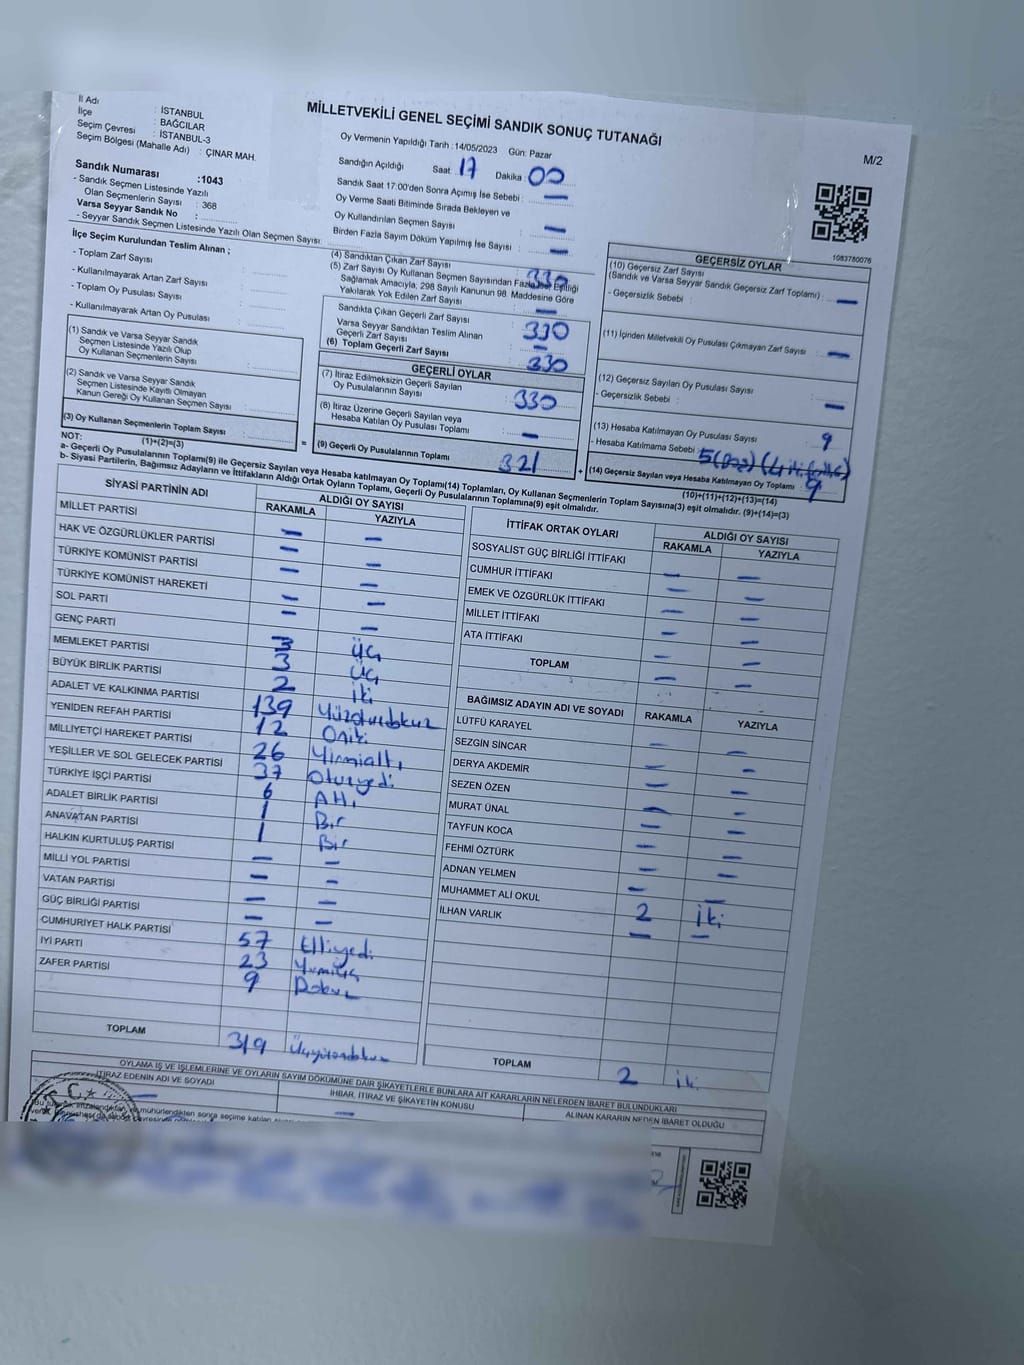 MİLLETVEKİLİ GENEL SEÇİMİ SANDIK SONUÇ TUTANAĞI
M/2
İl Adı : İSTANBUL
İlçe : BAĞCILAR
Seçim Çevresi : İSTANBUL-3
Seçim Bölgesi (Mahalle Adı) : ÇINAR MAH.
Sandık Numarası :1043
- Sandık Seçmen Listesinde Yazılı
Olan Seçmenlerin Sayısı : 368
Varsa Seyyar Sandık No :
- Seyyar Sandık Seçmen Listesinde Yazılı Olan Seçmen Sayısı :
Oy Vermenin Yapıldığı Tarih : 14/05/2023 Gün: Pazar
Sandığın Açıldığı Saat : 17 Dakika : 00
Sandık Saat 17:00'den Sonra Açımış İse Sebebi : —
Oy Verme Saati Bitiminde Sırada Bekleyen ve
Oy Kullandırılan Seçmen Sayısı : —
Birden Fazla Sayım Döküm Yapılmış İse Sayısı : —
1083760076
İlçe Seçim Kurulundan Teslim Alınan ;
- Toplam Zarf Sayısı :
- Kullanılmayarak Artan Zarf Sayısı :
- Toplam Oy Pusulası Sayısı :
- Kullanılmayarak Artan Oy Pusulası :
(1) Sandık ve Varsa Seyyar Sandık
Seçmen Listesinde Yazılı Olup
Oy Kullanan Seçmenlerin Sayısı :
(2) Sandık ve Varsa Seyyar Sandık
Seçmen Listesinde Kayıtlı Olmayan
Kanun Gereği Oy Kullanan Seçmen Sayısı :
(3) Oy Kullanan Seçmenlerin Toplam Sayısı :
(1)+(2)=(3)
(4) Sandıktan Çıkan Zarf Sayısı : 330
(5) Zarf Sayısı Oy Kullanan Seçmen Sayısından Fazla İse, Eşitliği
Sağlamak Amacıyla, 298 Sayılı Kanunun 98. Maddesine Göre
Yakılarak Yok Edilen Zarf Sayısı : —
Sandıkta Çıkan Geçerli Zarf Sayısı : 330
Varsa Seyyar Sandıktan Teslim Alınan
Geçerli Zarf Sayısı : —
(6) Toplam Geçerli Zarf Sayısı : 330
GEÇERLİ OYLAR
(7) İtiraz Edilmeksizin Geçerli Sayılan
Oy Pusulalarının Sayısı : 330
(8) İtiraz Üzerine Geçerli Sayılan veya
Hesaba Katılan Oy Pusulası Toplamı : —
(9) Geçerli Oy Pusulalarının Toplamı : 321
GEÇERSİZ OYLAR
(10) Geçersiz Zarf Sayısı
(Sandık ve Varsa Seyyar Sandık Geçersiz Zarf Toplamı) : —
- Geçersizlik Sebebi :
(11) İçinden Milletvekili Oy Pusulası Çıkmayan Zarf Sayısı : —
(12) Geçersiz Sayılan Oy Pusulası Sayısı : —
- Geçersizlik Sebebi :
(13) Hesaba Katılmayan Oy Pusulası Sayısı : 9
- Hesaba Katılmama Sebebi :
(14) Geçersiz Sayılan veya Hesaba Katılmayan Oy Toplamı : 9
(10)+(11)+(12)+(13)=(14)
NOT:
a- Geçerli Oy Pusulalarının Toplamı(9) ile Geçersiz Sayılan veya Hesaba katılmayan Oy Toplamı(14) Toplamları, Oy Kullanan Seçmenlerin Toplam Sayısına(3) eşit olmalıdır. (9)+(14)=(3)
b- Siyasi Partilerin, Bağımsız Adayların ve İttifakların Aldığı Ortak Oyların Toplamı, Geçerli Oy Pusulalarının Toplamına(9) eşit olmalıdır.
SİYASİ PARTİNİN ADI ALDIĞI OY SAYISI
RAKAMLA YAZIYLA
MİLLET PARTİSİ — —
HAK VE ÖZGÜRLÜKLER PARTİSİ — —
TÜRKİYE KOMÜNİST PARTİSİ — —
TÜRKİYE KOMÜNİST HAREKETİ — —
SOL PARTİ — —
GENÇ PARTİ 3 Üç
MEMLEKET PARTİSİ 3 Üç
BÜYÜK BİRLİK PARTİSİ 2 İki
ADALET VE KALKINMA PARTİSİ 139 Yüzotuzdokuz
YENİDEN REFAH PARTİSİ 12 Oniki
MİLLİYETÇİ HAREKET PARTİSİ 26 Yirmialtı
YEŞİLLER VE SOL GELECEK PARTİSİ 37 Otuzyedi
TÜRKİYE İŞÇİ PARTİSİ 6 Altı
ADALET BİRLİK PARTİSİ 1 Bir
ANAVATAN PARTİSİ 1 Bir
HALKIN KURTULUŞ PARTİSİ — —
MİLLİ YOL PARTİSİ — —
VATAN PARTİSİ — —
GÜÇ BİRLİĞİ PARTİSİ — —
CUMHURİYET HALK PARTİSİ 57 Elliyedi
İYİ PARTİ 23 Yirmiüç
ZAFER PARTİSİ 9 Dokuz
TOPLAM 319 Üçyüzondokuz
İTTİFAK ORTAK OYLARI ALDIĞI OY SAYISI
RAKAMLA YAZIYLA
SOSYALİST GÜÇ BİRLİĞİ İTTİFAKI — —
CUMHUR İTTİFAKI — —
EMEK VE ÖZGÜRLÜK İTTİFAKI — —
MİLLET İTTİFAKI — —
ATA İTTİFAKI — —
TOPLAM — —
BAĞIMSIZ ADAYIN ADI VE SOYADI RAKAMLA YAZIYLA
LÜTFÜ KARAYEL — —
SEZGİN SİNCAR — —
DERYA AKDEMİR — —
SEZEN ÖZEN — —
MURAT ÜNAL — —
TAYFUN KOCA — —
FEHMİ ÖZTÜRK — —
ADNAN YELMEN — —
MUHAMMET ALİ OKUL 2 İki
İLHAN VARLIK — —
TOPLAM 2 iki
OYLAMA İŞ VE İŞLEMLERİNE VE OYLARIN SAYIM DÖKÜMÜNE DAİR ŞİKAYETLERLE BUNLARA AİT KARARLARIN NELERDEN İBARET BULUNDUKLARI
İTİRAZ EDENİN ADI VE SOYADI
İHBAR, İTİRAZ VE ŞİKAYETİN KONUSU
ALINAN KARARIN NEDEN İBARET OLDUĞU
T.C.